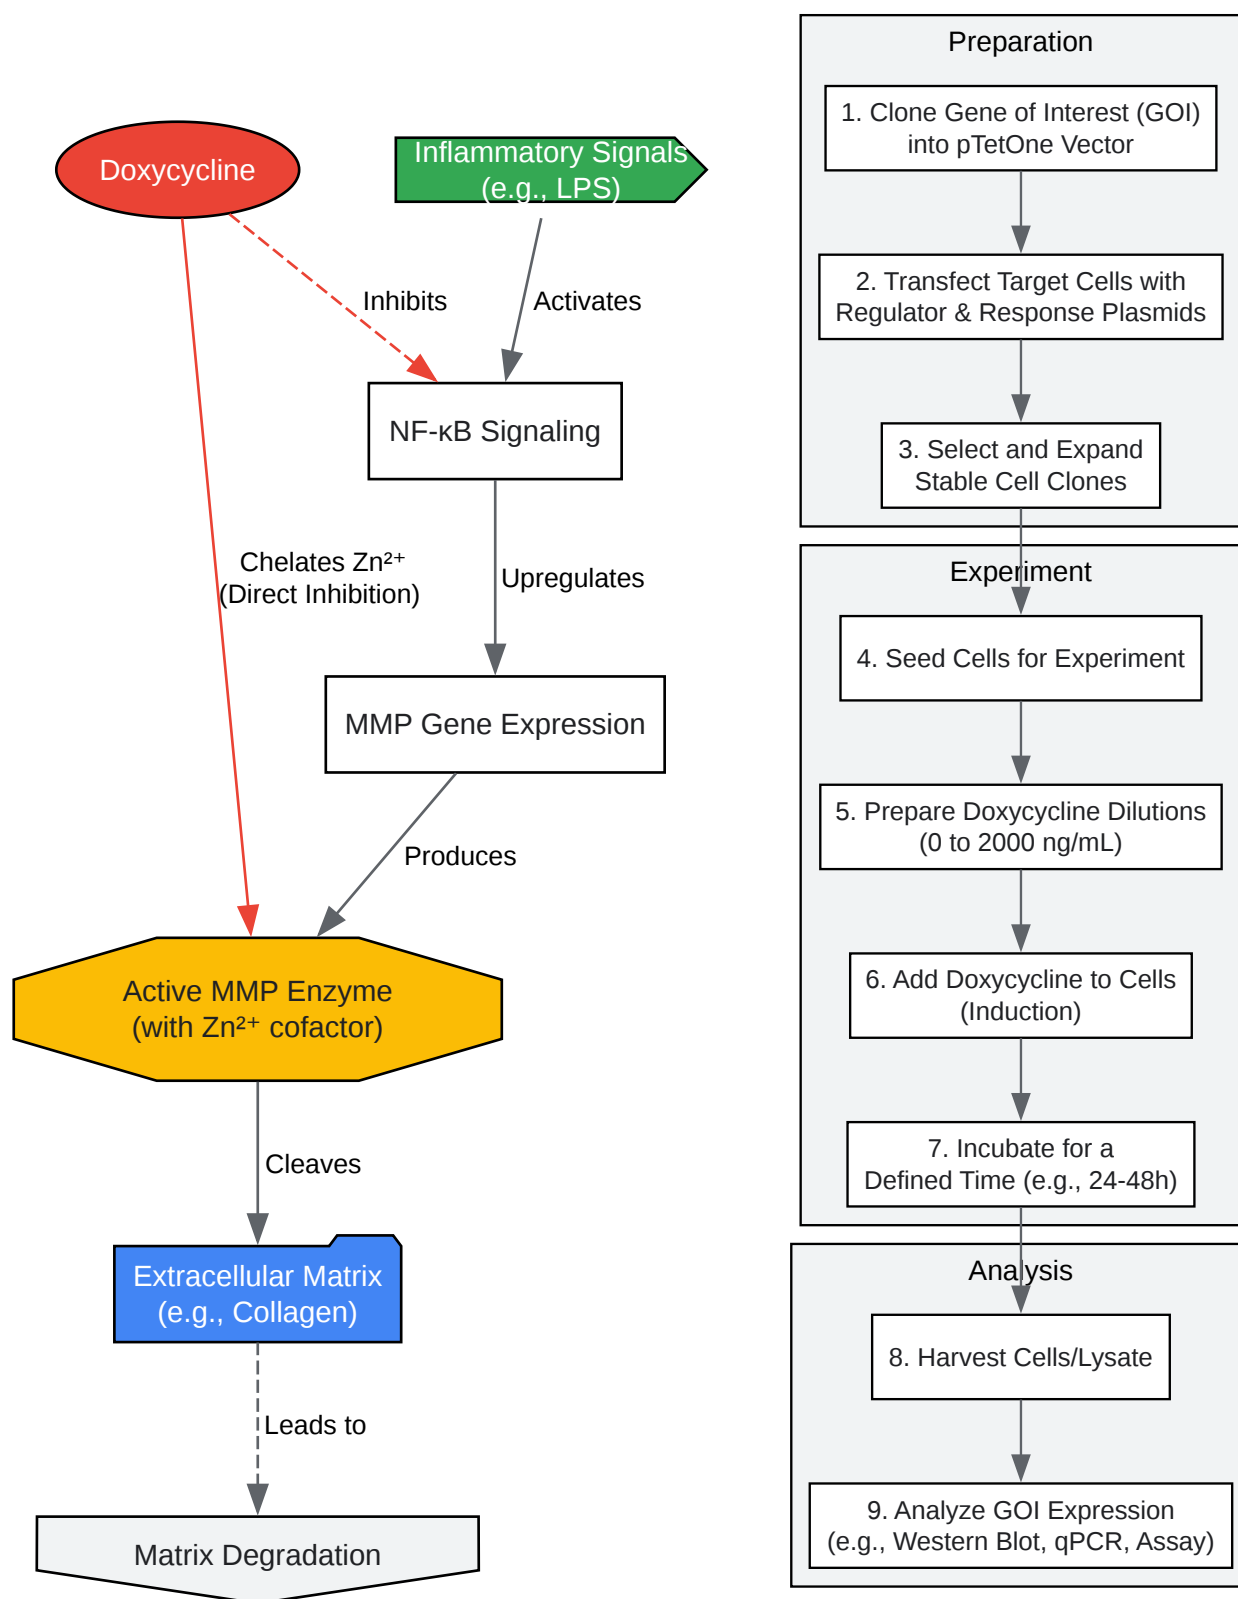 Doxycycline
Inflammatory Signals
(e.g., LPS)
Inhibits
Activates
NF-κB Signaling
Chelates Zn²⁺
(Direct Inhibition)
Upregulates
MMP Gene Expression
Produces
Active MMP Enzyme
(with Zn²⁺ cofactor)
Cleaves
Extracellular Matrix
(e.g., Collagen)
Leads to
Matrix Degradation
Preparation
1. Clone Gene of Interest (GOI)
into pTetOne Vector
2. Transfect Target Cells with
Regulator & Response Plasmids
3. Select and Expand
Stable Cell Clones
Experiment
4. Seed Cells for Experiment
5. Prepare Doxycycline Dilutions
(0 to 2000 ng/mL)
6. Add Doxycycline to Cells
(Induction)
7. Incubate for a
Defined Time (e.g., 24-48h)
Analysis
8. Harvest Cells/Lysate
9. Analyze GOI Expression
(e.g., Western Blot, qPCR, Assay)